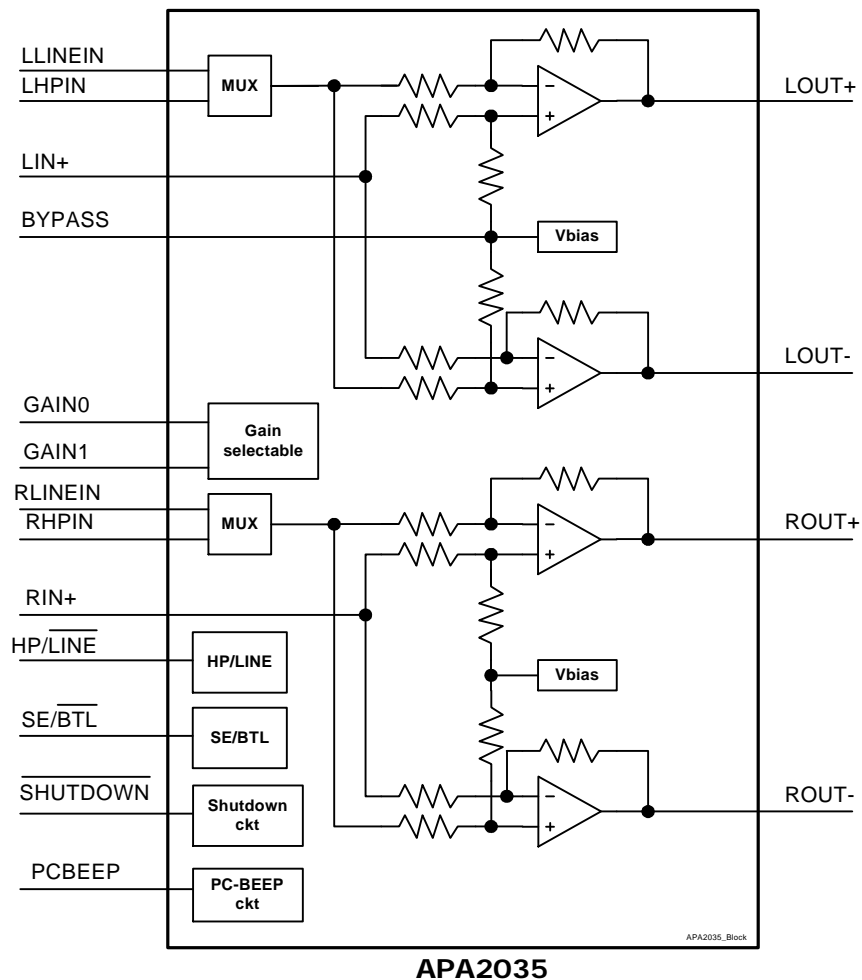 LLINEIN
LHPIN
MUX
LOUT+
LIN+
BYPASS
Vbias
LOUT-
GAIN0
GAIN1
Gain
selectable
RLINEIN
RHPIN
MUX
ROUT+
RIN+
HP/LINE
HP/LINE
Vbias
SE/BTL
SE/BTL
SHUTDOWN
Shutdown
ckt
ROUT-
PCBEEP
PC-BEEP
ckt
APA2035_Block
APA2035
−
+
−
+
−
+
−
+